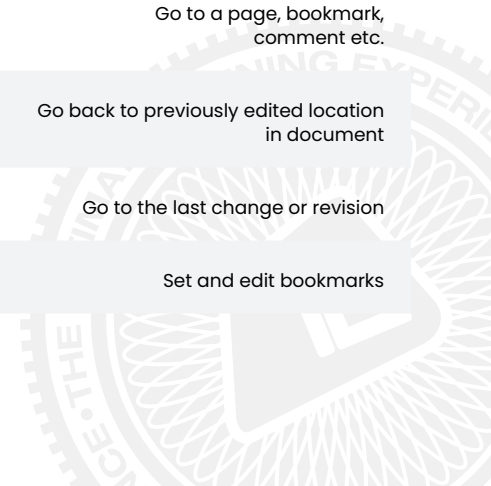 Go to a page, bookmark,
comment etc.
Go back to previously edited location
in document
Go to the last change or revision
Set and edit bookmarks